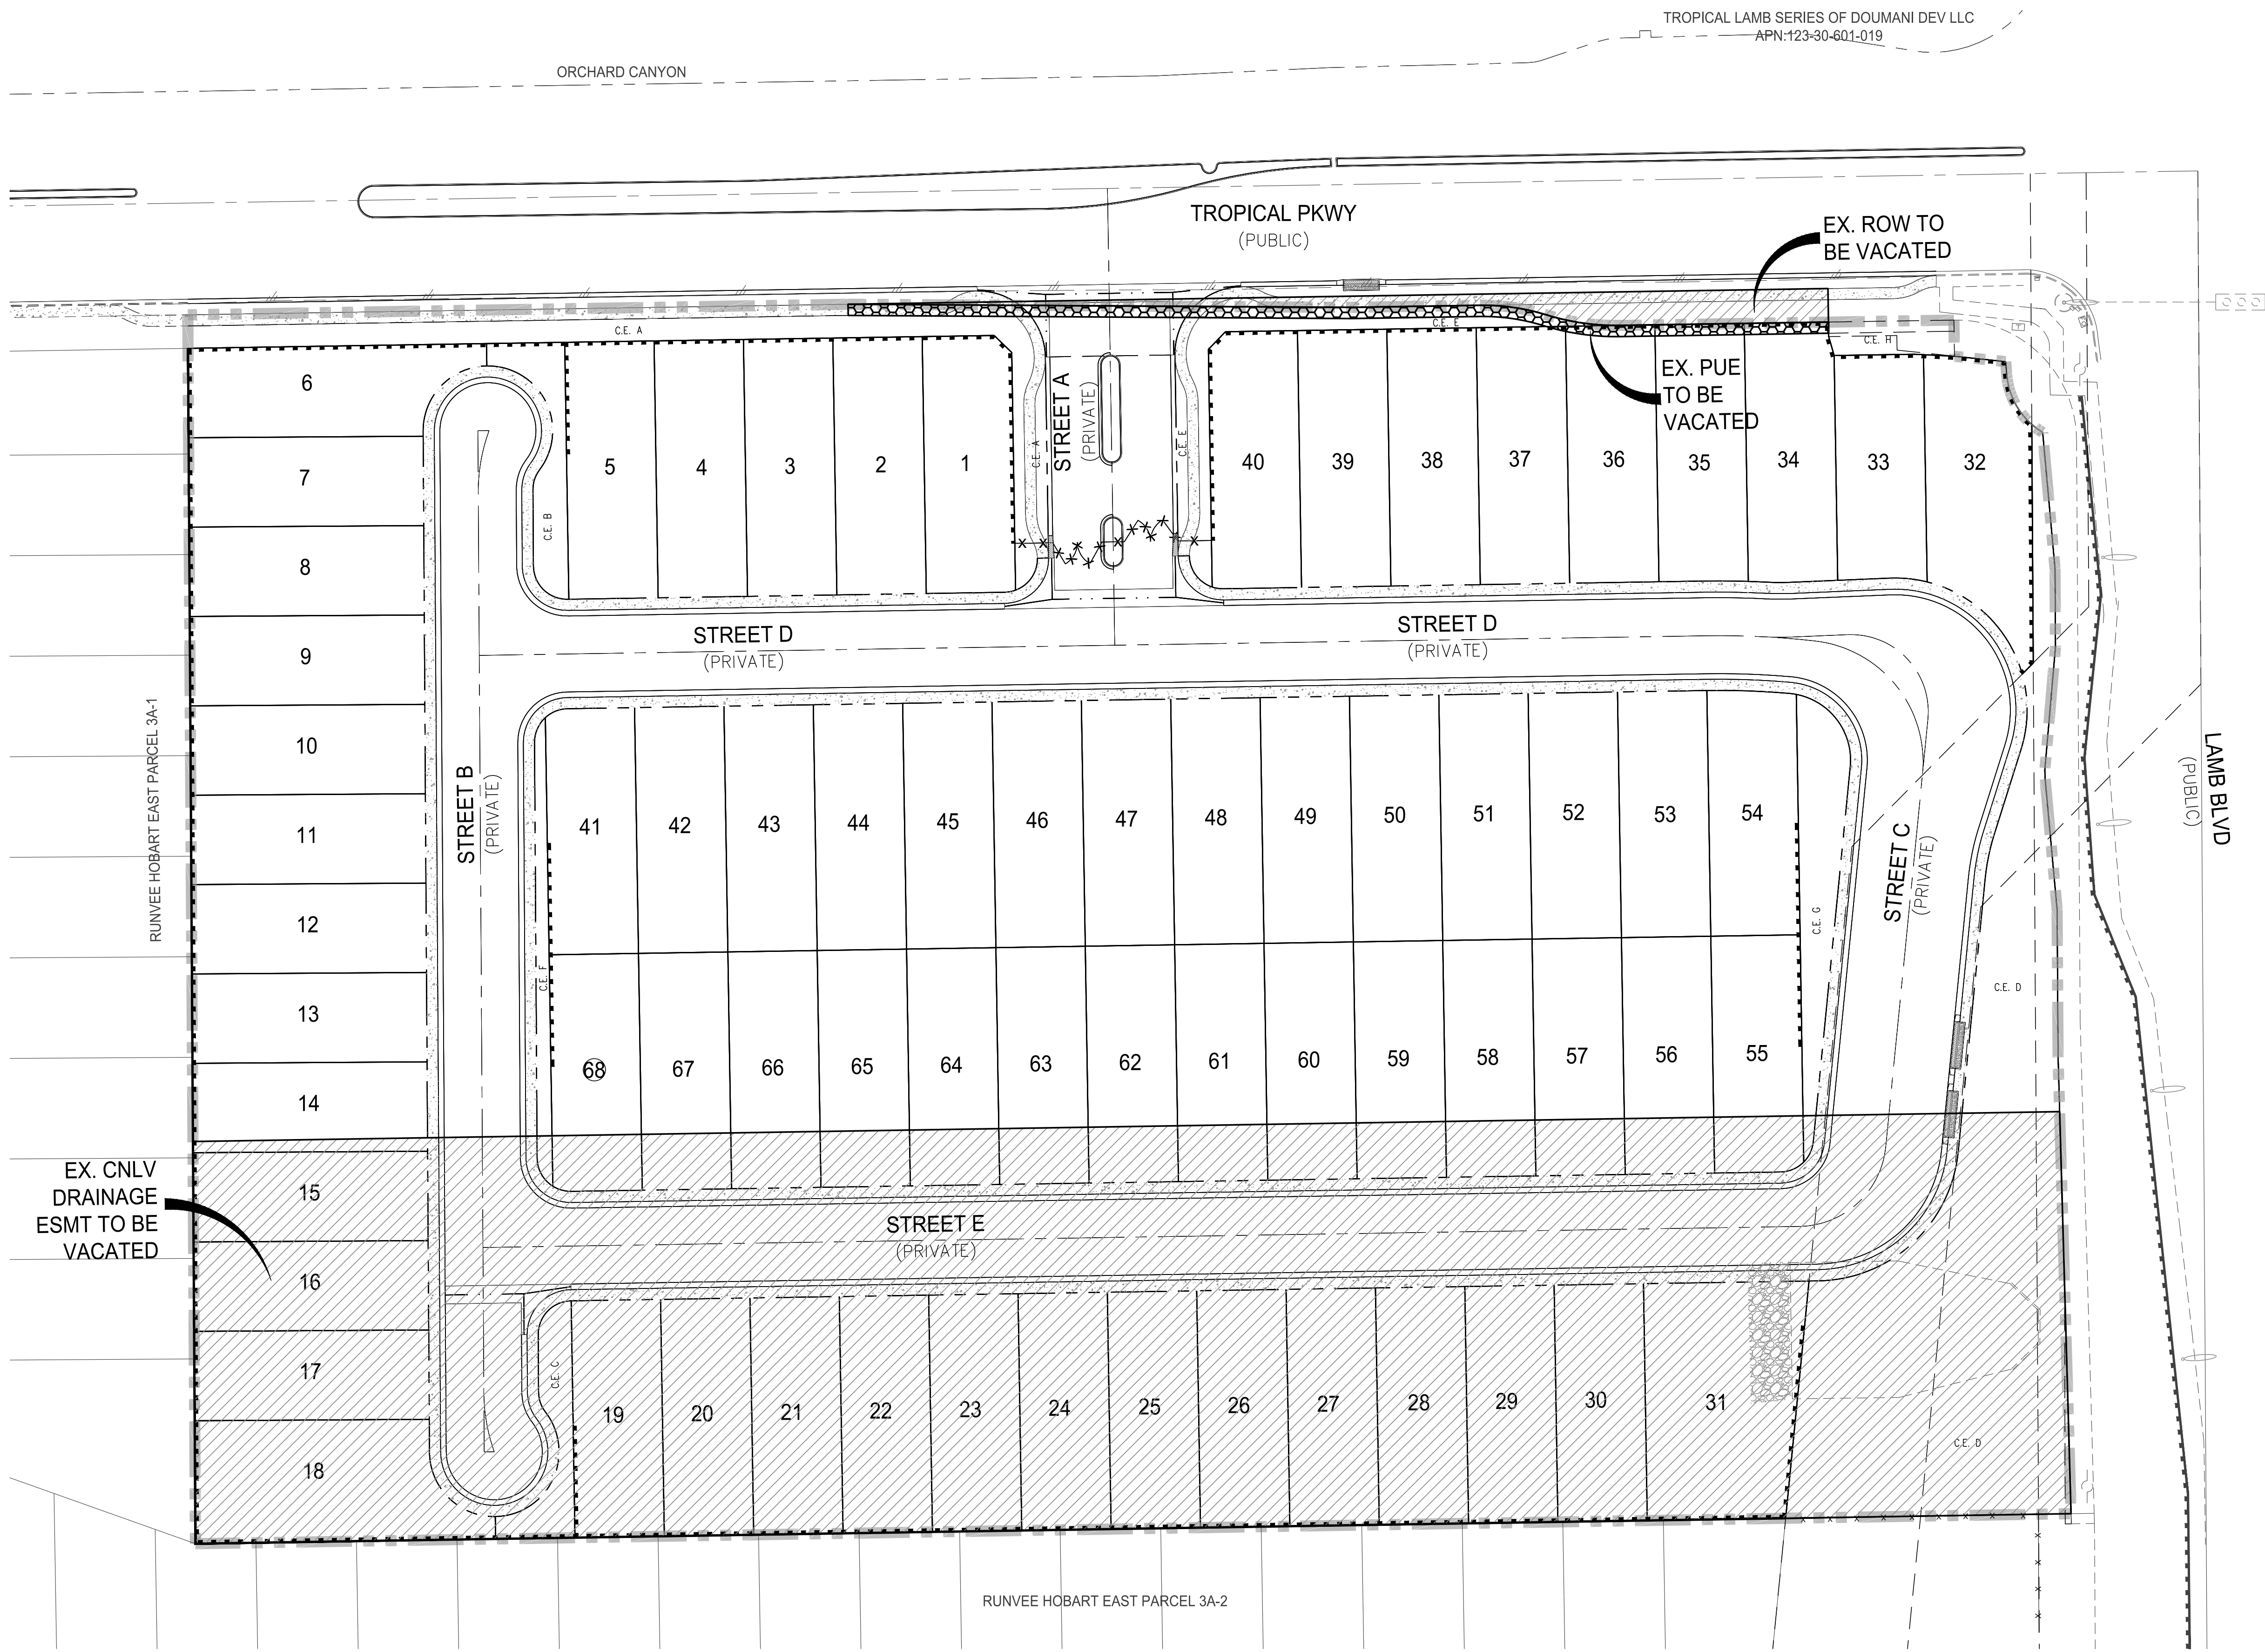 TROPICAL LAMB SERIES OF DOUMANI DEV LLC
APN:123-30-601-019
ORCHARD CANYON
TROPICAL PKWY
(PUBLIC)
EX. ROW TO
BE VACATED
C.E. A
C.E. E
C.E. H
EX. PUE
TO BE
VACATED
6
7
8
9
10
11
12
13
14
15
16
17
18
5
4
3
2
1
C.E. B
C.E. A
STREET A
(PRIVATE)
C.E. E
40
39
38
37
36
35
34
33
32
STREET D
(PRIVATE)
STREET D
(PRIVATE)
RUNVEE HOBART EAST PARCEL 3A-1
STREET B
(PRIVATE)
LAMB BLVD
(PUBLIC)
41
42
43
44
45
46
47
48
49
50
51
52
53
54
STREET C
(PRIVATE)
C.E. G
C.E. F
C.E. D
68
67
66
65
64
63
62
61
60
59
58
57
56
55
EX. CNLV
DRAINAGE
ESMT TO BE
VACATED
STREET E
(PRIVATE)
C.E. C
19
20
21
22
23
24
25
26
27
28
29
30
31
C.E. D
RUNVEE HOBART EAST PARCEL 3A-2